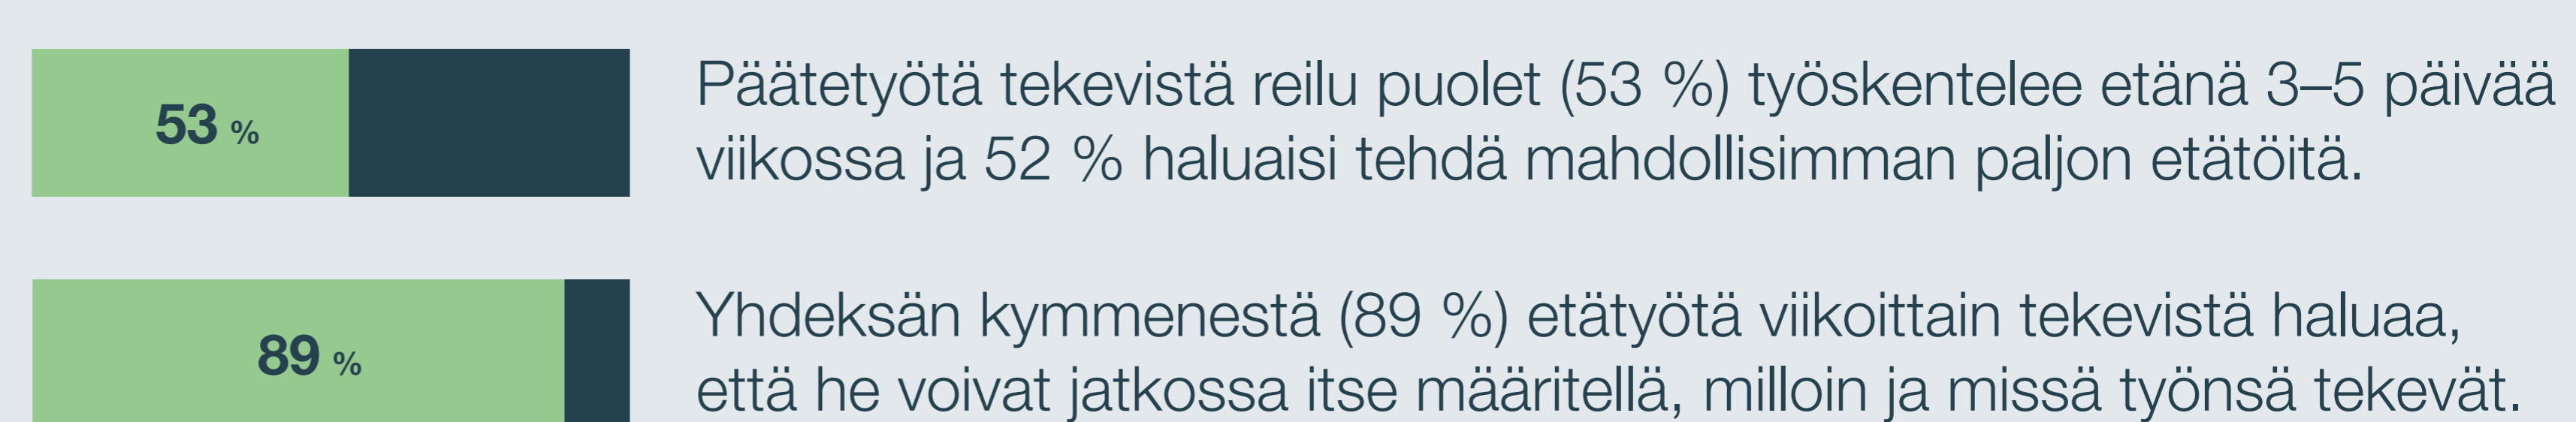 53 %
Päätetyötä tekevistä reilu puolet (53 %) työskentelee etänä 3–5 päivää
viikossa ja 52 % haluaisi tehdä mahdollisimman paljon etätöitä.
89 %
Yhdeksän kymmenestä (89 %) etätyötä viikoittain tekevistä haluaa,
että he voivat jatkossa itse määritellä, milloin ja missä työnsä tekevät.